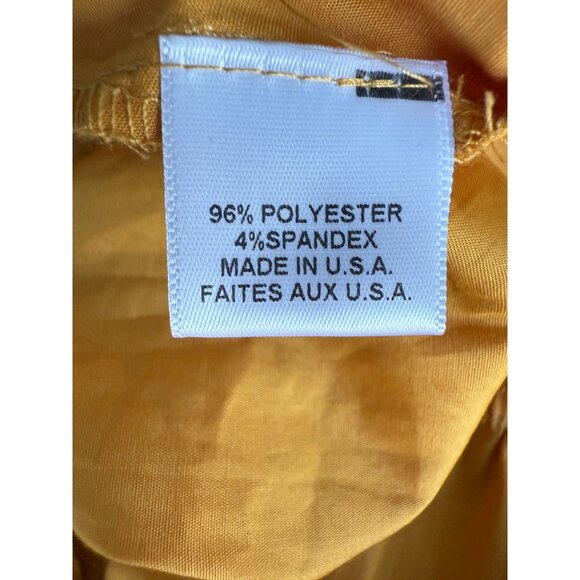 96% POLYESTER
4%SPANDEX
MADE IN U.S.A.
FAITES AUX U.S.A.